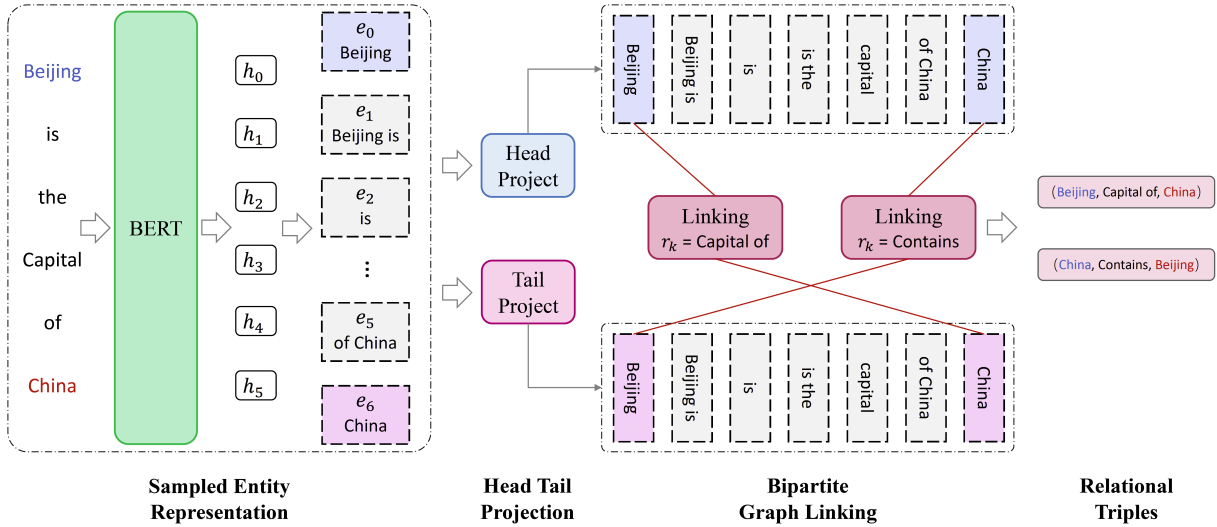 Beijing
is
the
Capital
of
China
BERT
h0
h1
h2
h3
h4
h5
e0
Beijing
e1
Beijing is
e2
is
...
e5
of China
e6
China
Head
Project
Tail
Project
Beijing
Beijing is
is
is the
capital
of China
China
Linking
rk = Capital of
Linking
rk = Contains
Beijing
Beijing is
is
is the
capital
of China
China
(Beijing, Capital of, China)
(China, Contains, Beijing)
Sampled Entity
Representation
Head Tail
Projection
Bipartite
Graph Linking
Relational
Triples